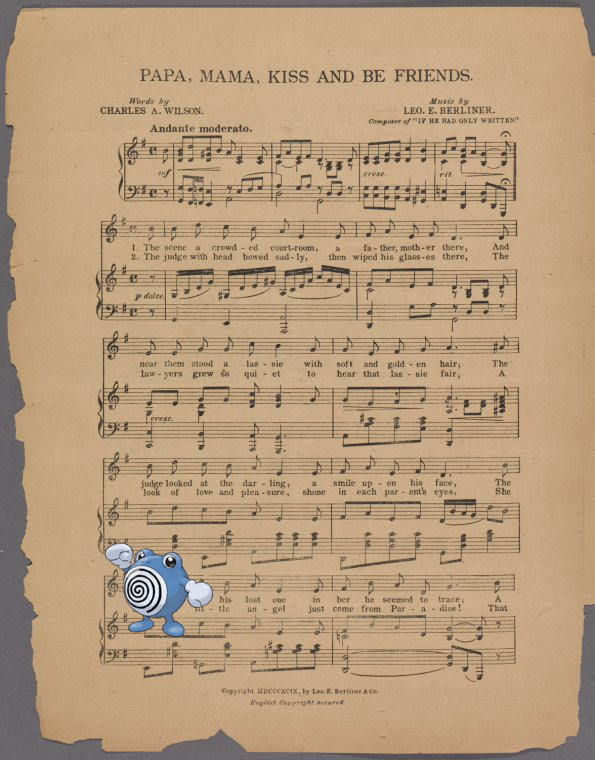 PAPA, MAMA, KISS AND BE FRIENDS.
Words by
CHARLES A. WILSON.
Music by
LEO. E. BERLINER.
Composer of "IF HE HAD ONLY WRITTEN."
Andante moderato.
mf
cresc.
rit.
1. The scene a crowd-ed court-room, a fa-ther, moth-er there, And
2. The judge with head bowed sad-ly, then wiped his glass-es there, The
p dolce.
near them stood a las-sie with soft and gold-en hair; The
law-yers grew so qui-et to hear that las-sie fair; A
cresc.
judge looked at the dar-ling, a smile up-on his face, The
look of love and pleas-ure, shone in each par-ent's eyes, She
his lost one in her he seemed to trace; A
an-gel just come from Par-a-dise! That
Copyright MDCCCXCIX, by Leo. E. Berliner & Co.
English Copyright secured.